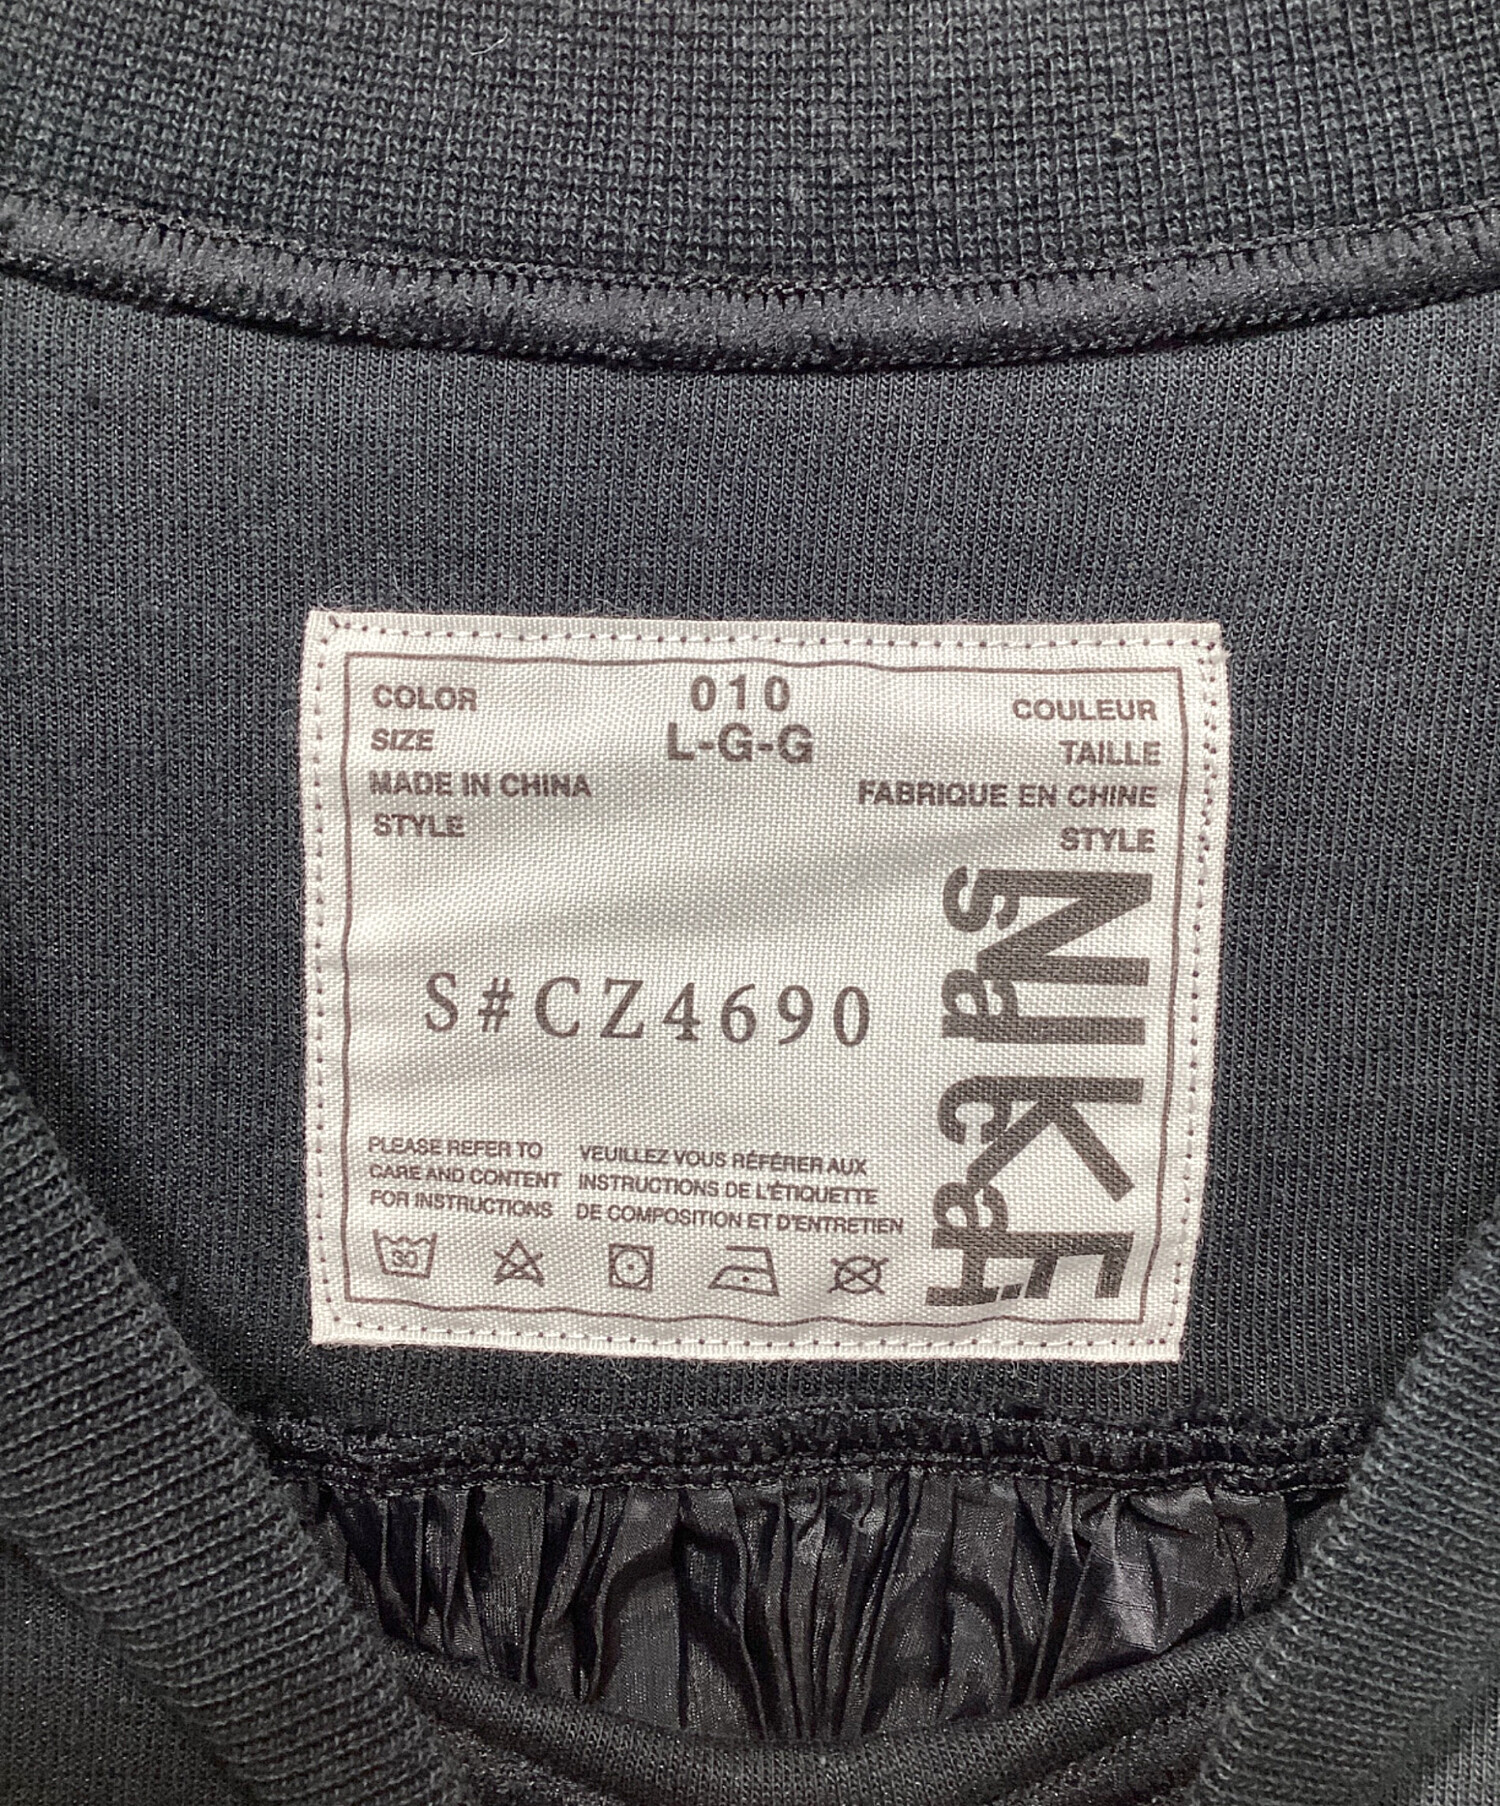 COLOR 010 COULEUR
SIZE L-G-G TAILLE
MADE IN CHINA FABRIQUE EN CHINE
STYLE STYLE
S#CZ4690
NIKE
sacai
PLEASE REFER TO
CARE AND CONTENT
FOR INSTRUCTIONS
VEUILLEZ VOUS RÉFÉRER AUX
INSTRUCTIONS DE L'ÉTIQUETTE
DE COMPOSITION ET D'ENTRETIEN
30